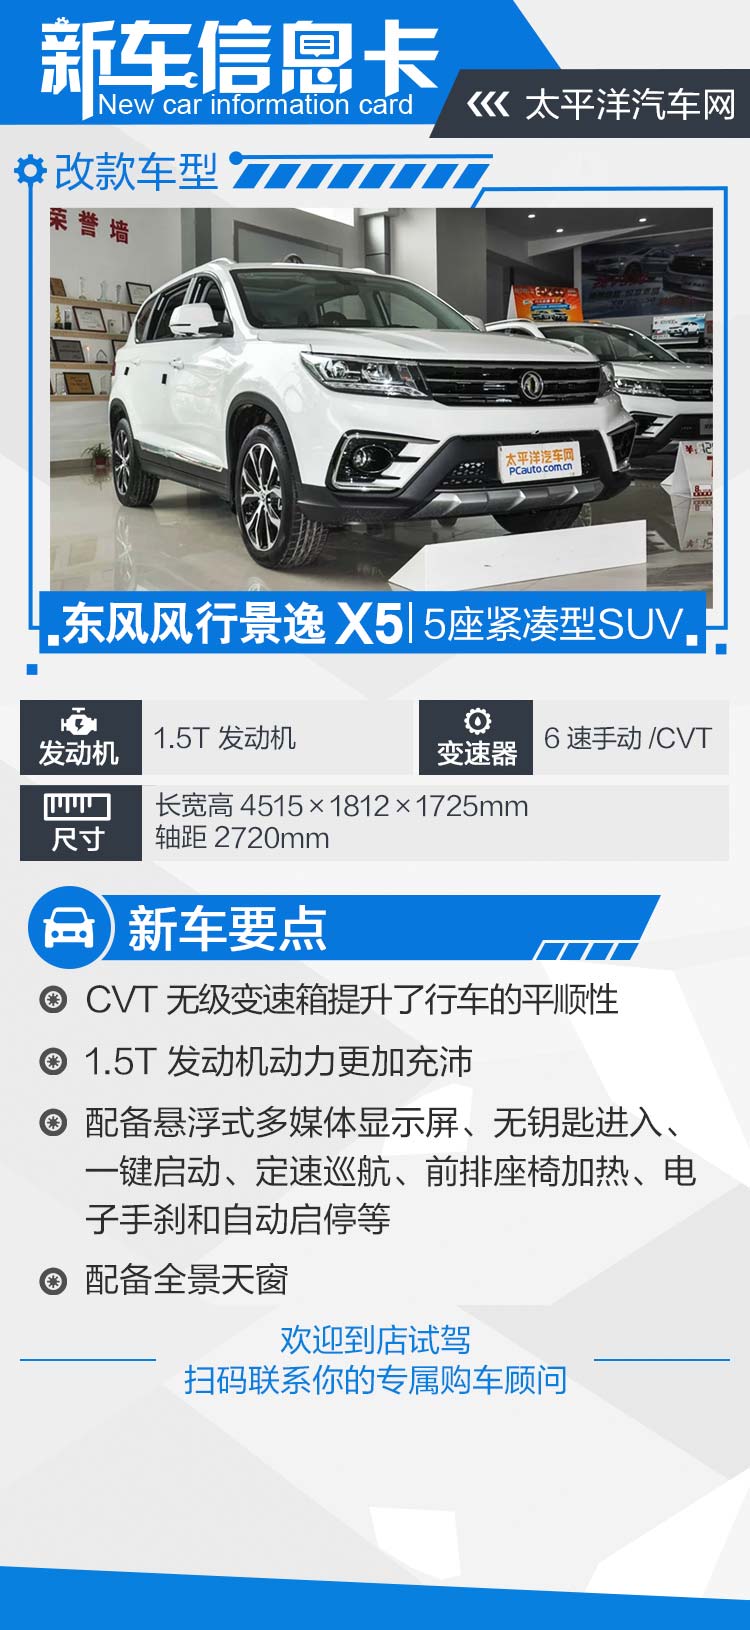 新车信息卡
New car information card
太平洋汽车网
改款车型
荣誉墙
太平洋汽车网
PCauto.com.cn
东风风行景逸 X5 5座紧凑型SUV
发动机
1.5T 发动机
变速器
6 速手动 /CVT
尺寸
长宽高 4515×1812×1725mm
轴距 2720mm
新车要点
CVT 无级变速箱提升了行车的平顺性
1.5T 发动机动力更加充沛
配备悬浮式多媒体显示屏、无钥匙进入、
一键启动、定速巡航、前排座椅加热、电
子手刹和自动启停等
配备全景天窗
欢迎到店试驾
扫码联系你的专属购车顾问